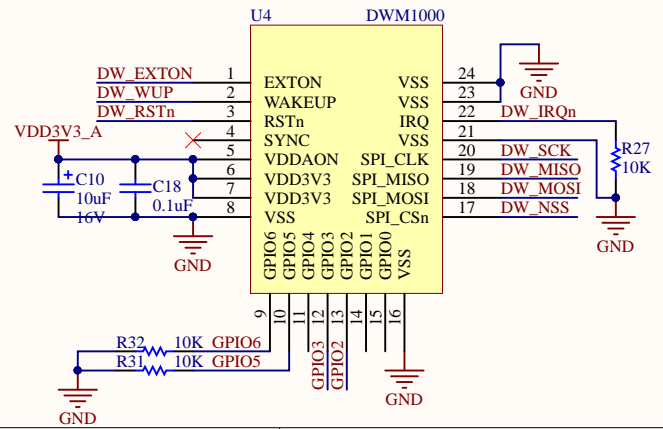 U4 DWM1000
DW_EXTON 1 EXTON VSS 24
DW_WUP 2 WAKEUP VSS 23
DW_RSTn 3 RSTn IRQ 22 DW_IRQn
4 SYNC VSS 21
5 VDDAON SPI_CLK 20 DW_SCK
6 VDD3V3 SPI_MISO 19 DW_MISO
7 VDD3V3 SPI_MOSI 18 DW_MOSI
8 VSS SPI_CSn 17 DW_NSS
GND
VDD3V3_A
+ C10
10uF
16V
C18
0.1uF
GND
R27
10K
GND
GPIO6 GPIO5 GPIO4 GPIO3 GPIO2 GPIO1 GPIO0 VSS
9 10 11 12 13 14 15 16
R32 10K GPIO6
R31 10K GPIO5
GPIO3 GPIO2
GND
GND